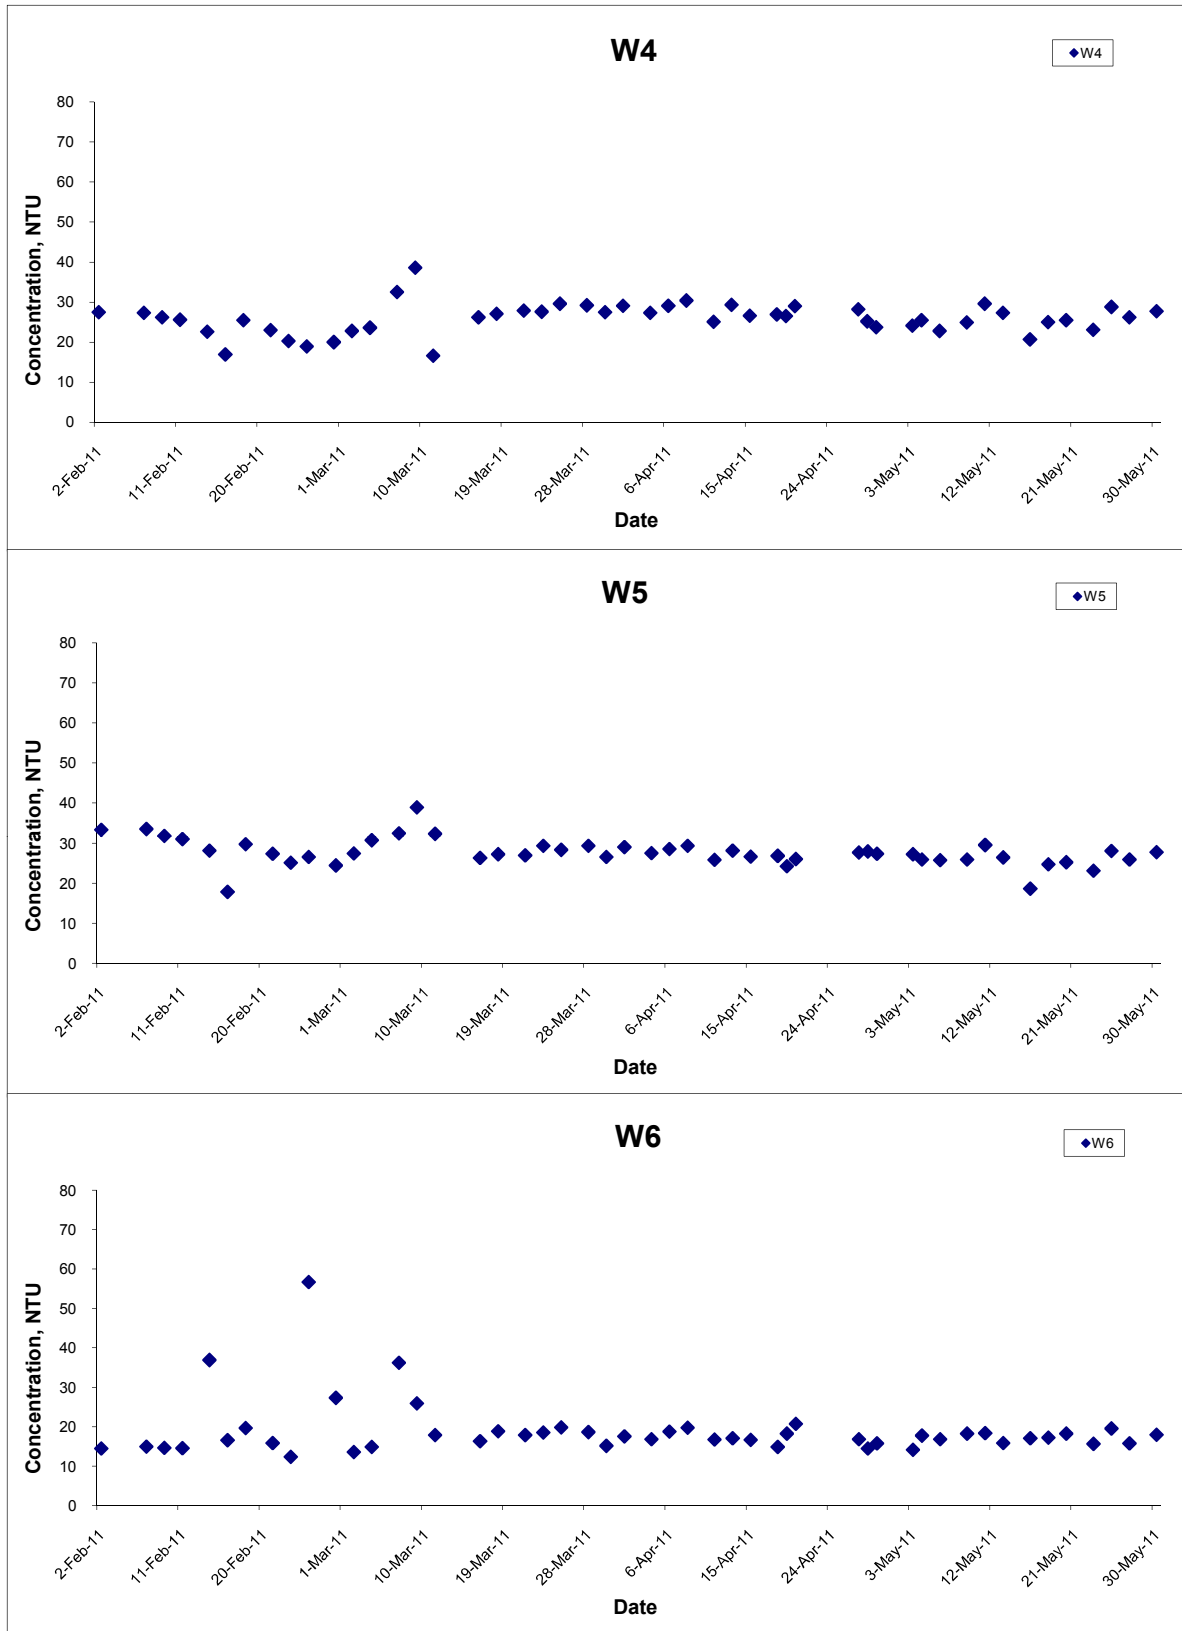 W4
W4
80
70
60
50
40
30
20
10
0
Concentration, NTU
2-Feb-11
11-Feb-11
20-Feb-11
1-Mar-11
10-Mar-11
19-Mar-11
28-Mar-11
6-Apr-11
15-Apr-11
24-Apr-11
3-May-11
12-May-11
21-May-11
30-May-11
Date
W5
W5
80
70
60
50
40
30
20
10
0
Concentration, NTU
2-Feb-11
11-Feb-11
20-Feb-11
1-Mar-11
10-Mar-11
19-Mar-11
28-Mar-11
6-Apr-11
15-Apr-11
24-Apr-11
3-May-11
12-May-11
21-May-11
30-May-11
Date
W6
W6
80
70
60
50
40
30
20
10
0
Concentration, NTU
2-Feb-11
11-Feb-11
20-Feb-11
1-Mar-11
10-Mar-11
19-Mar-11
28-Mar-11
6-Apr-11
15-Apr-11
24-Apr-11
3-May-11
12-May-11
21-May-11
30-May-11
Date